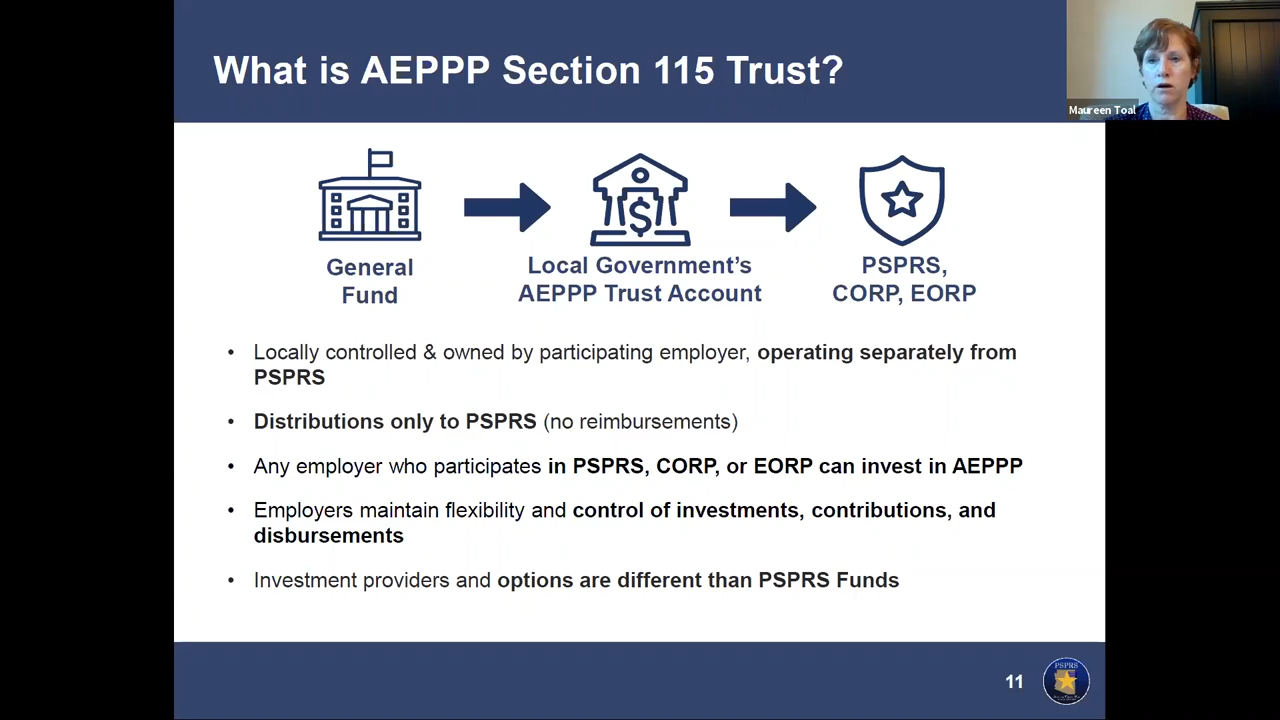 What is AEPPP Section 115 Trust?
Maureen Toal
General
Fund
Local Government's
AEPPP Trust Account
PSPRS,
CORP, EORP
• Locally controlled & owned by participating employer, operating separately from
PSPRS
• Distributions only to PSPRS (no reimbursements)
• Any employer who participates in PSPRS, CORP, or EORP can invest in AEPPP
• Employers maintain flexibility and control of investments, contributions, and
disbursements
• Investment providers and options are different than PSPRS Funds
11
PSPRS